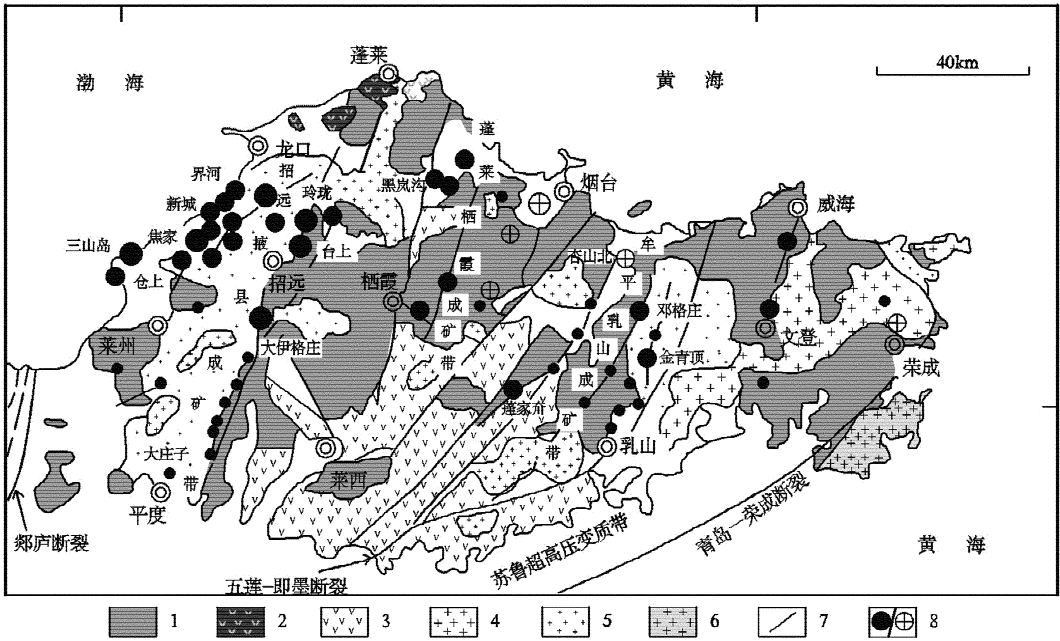 蓬莱
渤 海
黄 海
40km
龙口
蓬莱栖霞成矿带
招远掖县成矿带
界河
玲珑
黑岚沟
烟台
新城
威海
焦家
三山岛
台上
牟平乳山成矿带
仓上
招远
栖霞
邓格庄
文登
莱州
大伊格庄
金青顶
荣成
蓬家夼
大庄子
莱西
乳山
平度
郯庐断裂
青岛—荣成断裂
苏鲁超高压变质带
黄 海
五莲–即墨断裂
1 2 3 4 5 6 7 8